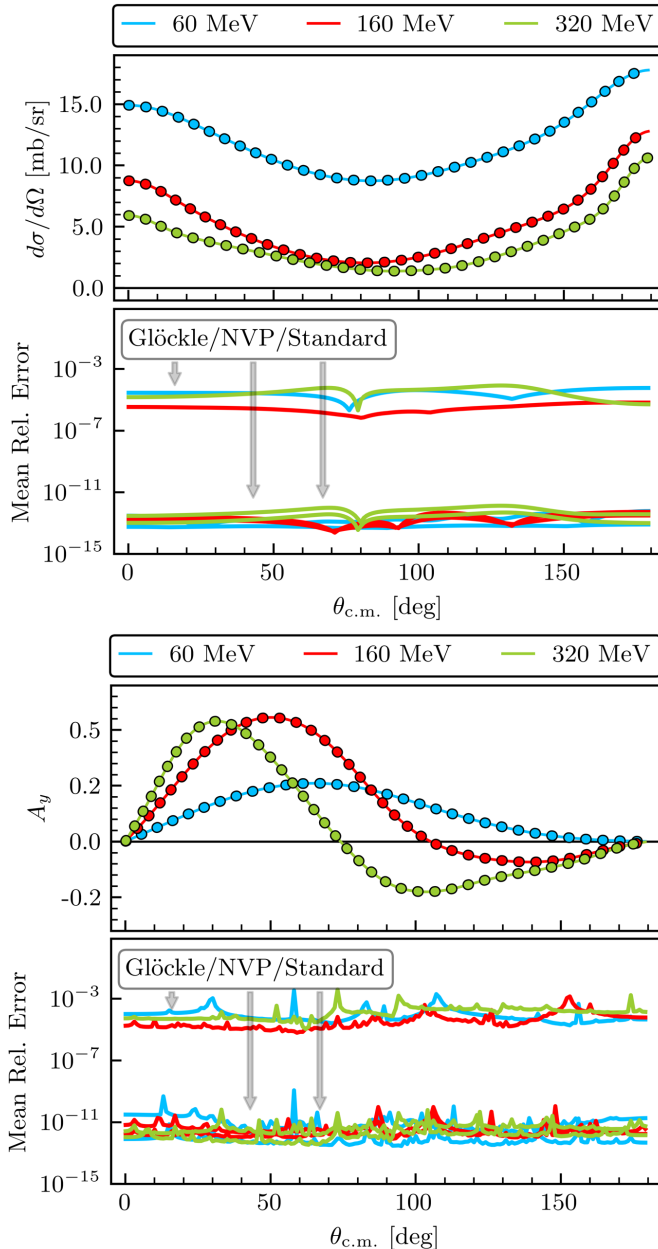 60 MeV 160 MeV 320 MeV
dσ/dΩ [mb/sr]
15.0
10.0
5.0
0.0
Glöckle/NVP/Standard
Mean Rel. Error
10⁻³
10⁻⁷
10⁻¹¹
10⁻¹⁵
0 50 100 150
θc.m. [deg]
60 MeV 160 MeV 320 MeV
Ay
0.5
0.2
0.0
-0.2
Glöckle/NVP/Standard
Mean Rel. Error
10⁻³
10⁻⁷
10⁻¹¹
10⁻¹⁵
0 50 100 150
θc.m. [deg]